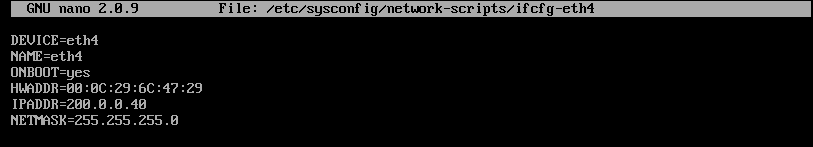 GNU nano 2.0.9 File: /etc/sysconfig/network-scripts/ifcfg-eth4
DEVICE=eth4
NAME=eth4
ONBOOT=yes
HWADDR=00:0C:29:6C:47:29
IPADDR=200.0.0.40
NETMASK=255.255.255.0